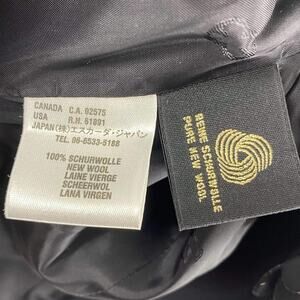 CANADA C.A. 02575
USA R.N. 61891
JAPAN (株)エスカーダ・ジャパン
TEL. 06-6533-5188
100% SCHURWOLLE
NEW WOOL
LAINE VIERGE
SCHEERWOL
LANA VIRGEN
REINE SCHURWOLLE
PURE NEW WOOL